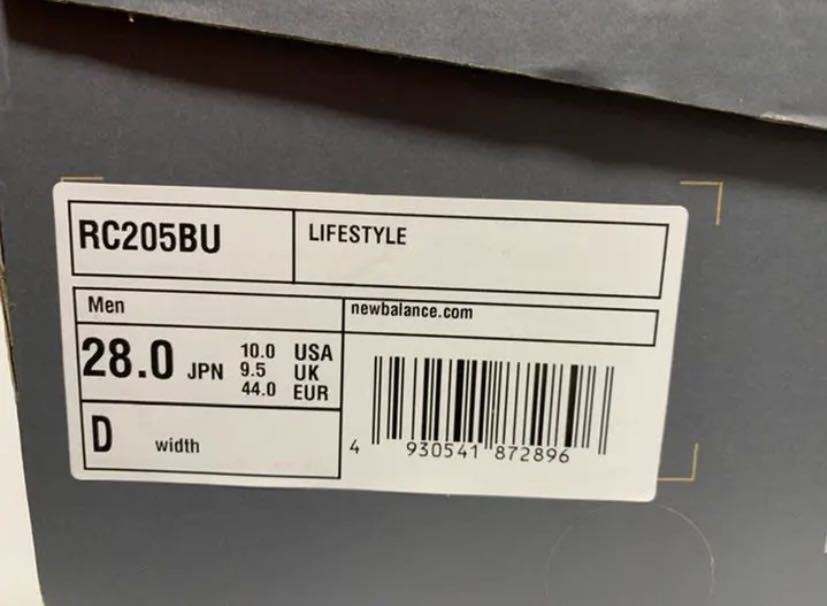 RC205BU
LIFESTYLE
Men
newbalance.com
28.0 JPN
10.0 USA
9.5 UK
44.0 EUR
D width
4 930541 872896